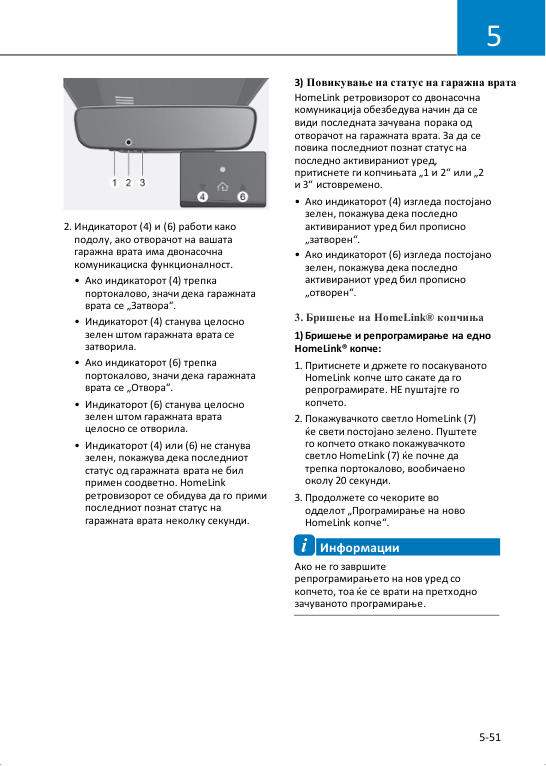 5
1 2 3
4 6
2. Индикаторот (4) и (6) работи како
подолу, ако отворачот на вашата
гаражна врата има двонасочна
комуникациска функционалност.
• Ако индикаторот (4) трепка
портокалово, значи дека гаражната
врата се „Затвора“.
• Индикаторот (4) станува целосно
зелен штом гаражната врата се
затворила.
• Ако индикаторот (6) трепка
портокалово, значи дека гаражната
врата се „Отвора“.
• Индикаторот (6) станува целосно
зелен штом гаражната врата
целосно се отворила.
• Индикаторот (4) или (6) не станува
зелен, покажува дека последниот
статус од гаражната врата не бил
примен соодветно. HomeLink
ретровизорот се обидува да го прими
последниот познат статус на
гаражната врата неколку секунди.
3) Повикување на статус на гаражна врата
HomeLink ретровизорот со двонасочна
комуникација обезбедува начин да се
види последната зачувана порака од
отворачот на гаражната врата. За да се
повика последниот познат статус на
последно активираниот уред,
притиснете ги копчињата „1 и 2“ или „2
и 3“ истовремено.
• Ако индикаторот (4) изгледа постојано
зелен, покажува дека последно
активираниот уред бил прописно
„затворен“.
• Ако индикаторот (6) изгледа постојано
зелен, покажува дека последно
активираниот уред бил прописно
„отворен“.
3. Бришење на HomeLink® копчиња
1) Бришење и репрограмирање на едно
HomeLink® копче:
1. Притиснете и држете го посакуваното
HomeLink копче што сакате да го
репрограмирате. НЕ пуштајте го
копчето.
2. Покажувачкото светло HomeLink (7)
ќе свети постојано зелено. Пуштете
го копчето откако покажувачкото
светло HomeLink (7) ќе почне да
трепка портокалово, вообичаено
околу 20 секунди.
3. Продолжете со чекорите во
одделот „Програмирање на ново
HomeLink копче“.
i Информации
Ако не го завршите
репрограмирањето на нов уред со
копчето, тоа ќе се врати на претходно
зачуваното програмирање.
5-51